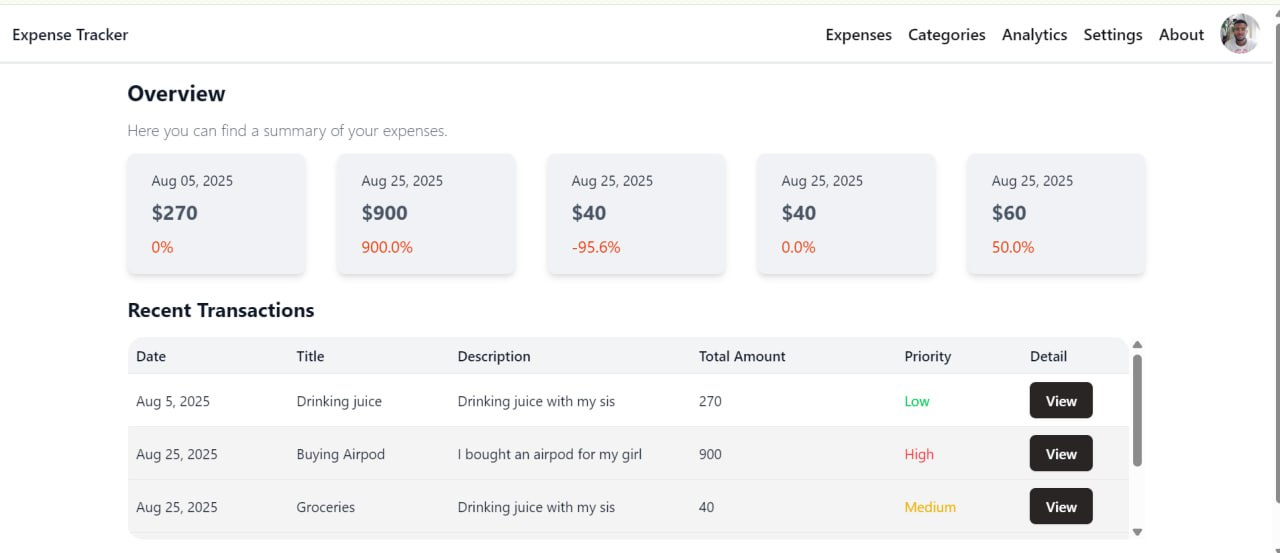 Expense Tracker Expenses Categories Analytics Settings About
Overview
Here you can find a summary of your expenses.
Aug 05, 2025 Aug 25, 2025 Aug 25, 2025 Aug 25, 2025 Aug 25, 2025
$270 $900 $40 $40 $60
0% 900.0% -95.6% 0.0% 50.0%
Recent Transactions
Date Title Description Total Amount Priority Detail
Aug 5, 2025 Drinking juice Drinking juice with my sis 270 Low View
Aug 25, 2025 Buying Airpod I bought an airpod for my girl 900 High View
Aug 25, 2025 Groceries Drinking juice with my sis 40 Medium View